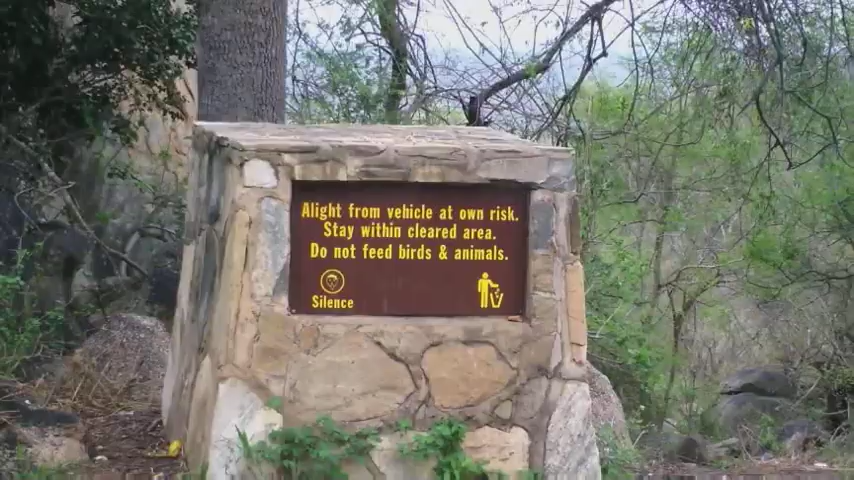 Alight from vehicle at own risk.
Stay within cleared area.
Do not feed birds & animals.
Silence